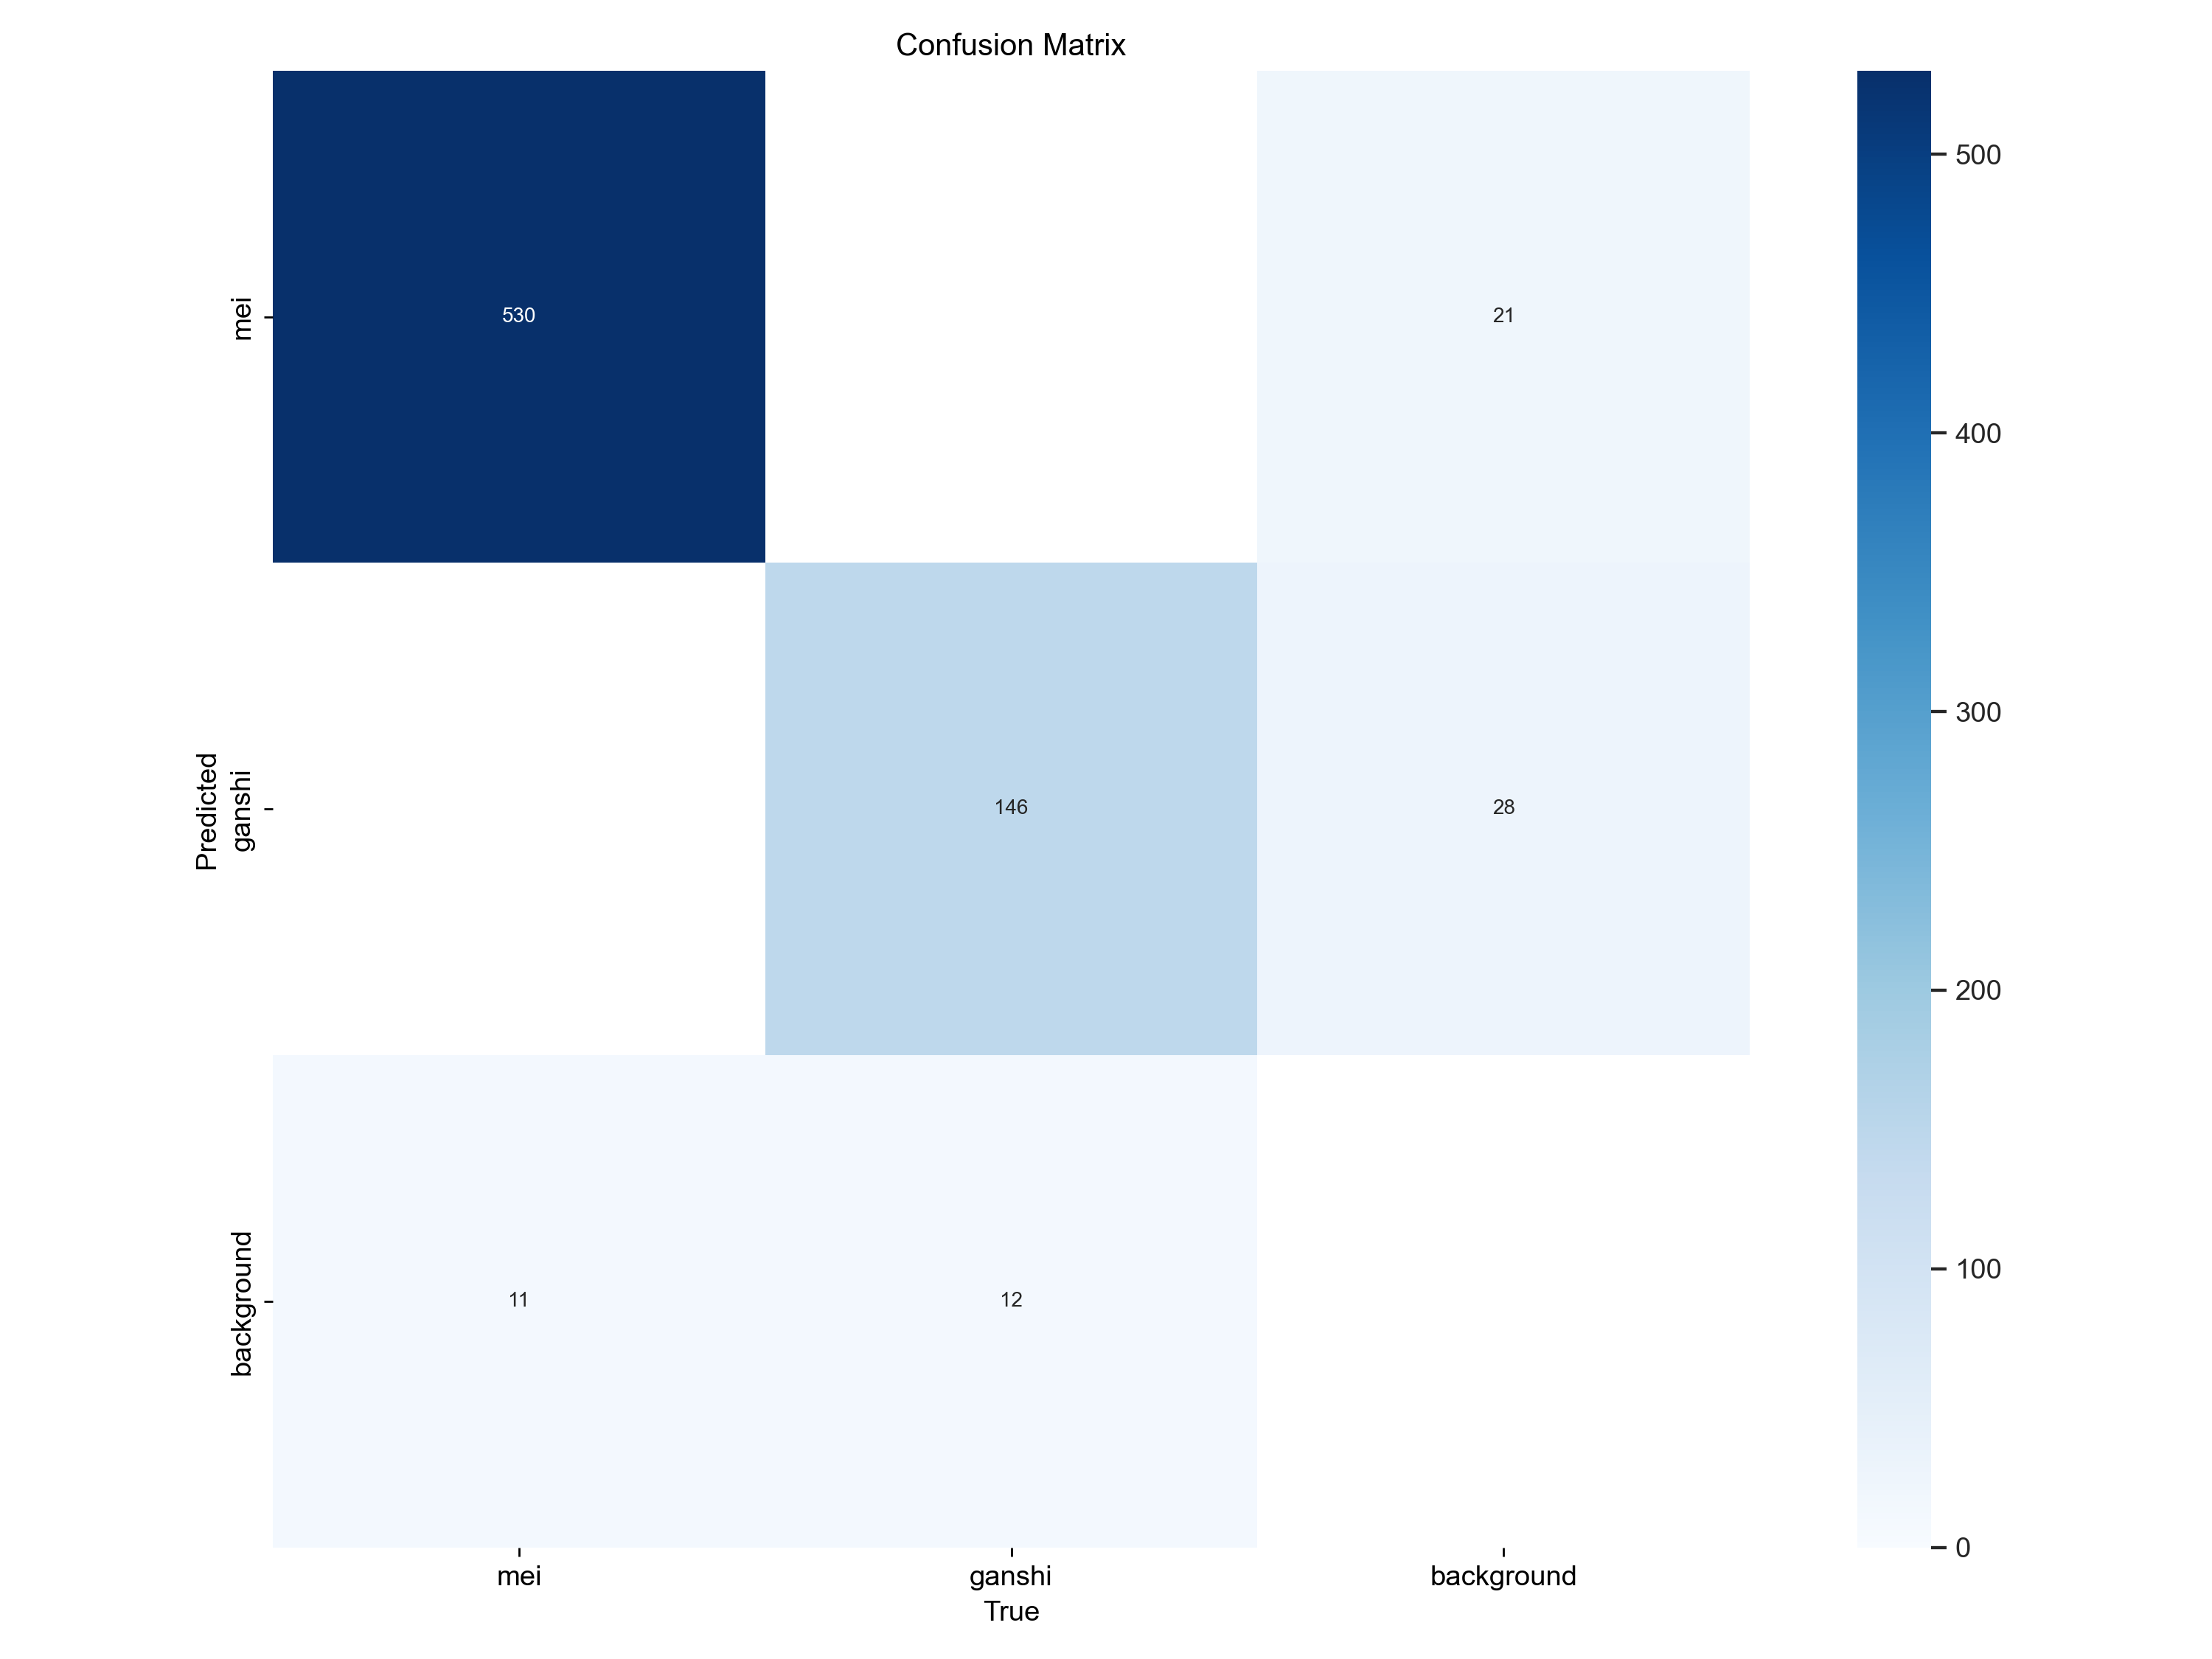 Confusion Matrix
mei
530
21
500
400
300
Predicted
ganshi
146
28
200
100
background
11
12
0
mei
ganshi
background
True